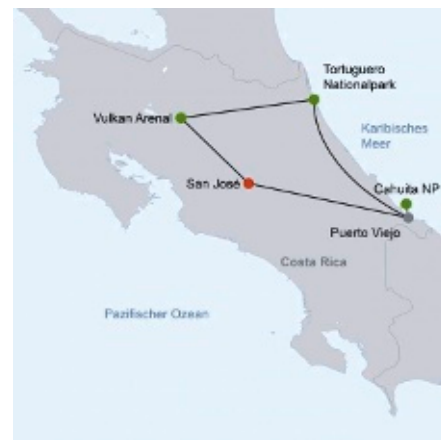 Tortuguero
Nationalpark
Vulkan Arenal
Karibisches
Meer
San José
Cahuita NP
Puerto Viejo
Costa Rica
Pazifischer Ozean